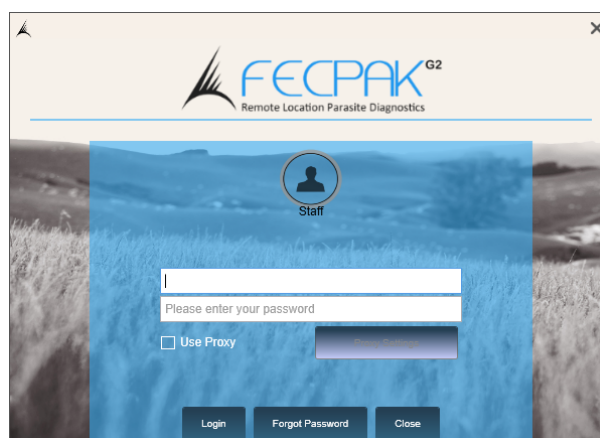 FECPAK G2
Remote Location Parasite Diagnostics
Staff
Please enter your password
Use Proxy
Login Forgot Password Close